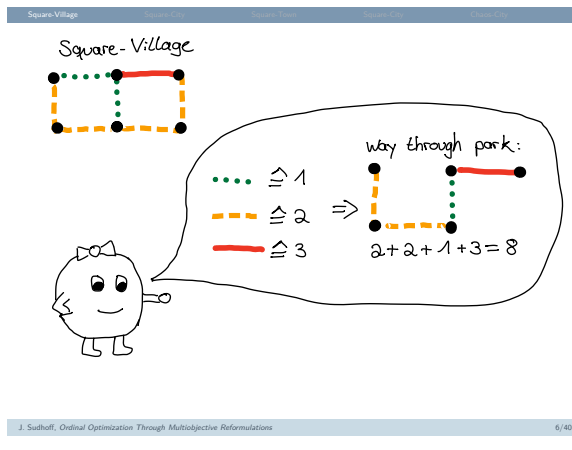 Square-Village Square-City Square-Town Square-City Chess-City
Square-Village
way through park:
≙ 1
≙ 2 ⇒
≙ 3
2+2+1+3=8
J. Sudhoff, Ordinal Optimization Through Multiobjective Reformulations 6/40